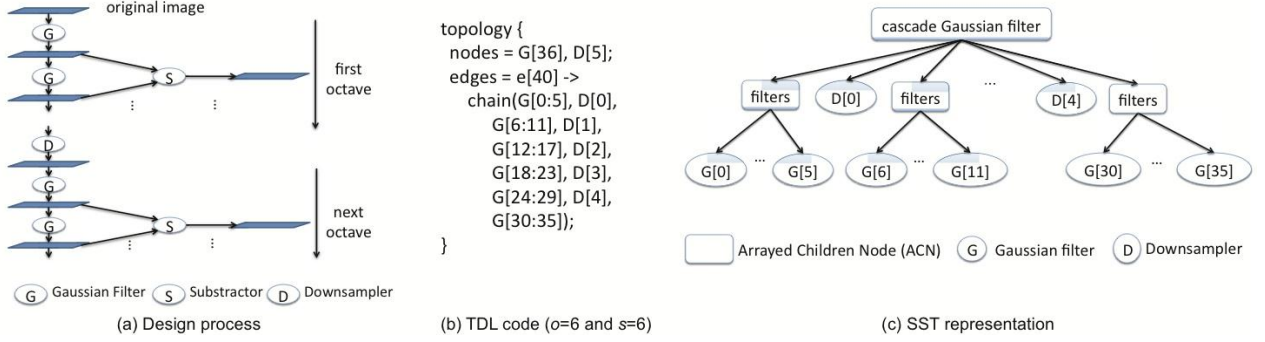 original image
G
G
S
first
octave
G
⋮
⋮
D
G
S
next
octave
G
⋮
⋮
G Gaussian Filter S Substractor D Downsampler
(a) Design process
topology {
nodes = G[36], D[5];
edges = e[40] ->
chain(G[0:5], D[0],
G[6:11], D[1],
G[12:17], D[2],
G[18:23], D[3],
G[24:29], D[4],
G[30:35]);
}
(b) TDL code (o=6 and s=6)
cascade Gaussian filter
filters D[0] filters ... D[4] filters
G[0] ... G[5] G[6] ... G[11] G[30] ... G[35]
Arrayed Children Node (ACN) G Gaussian filter D Downsampler
(c) SST representation